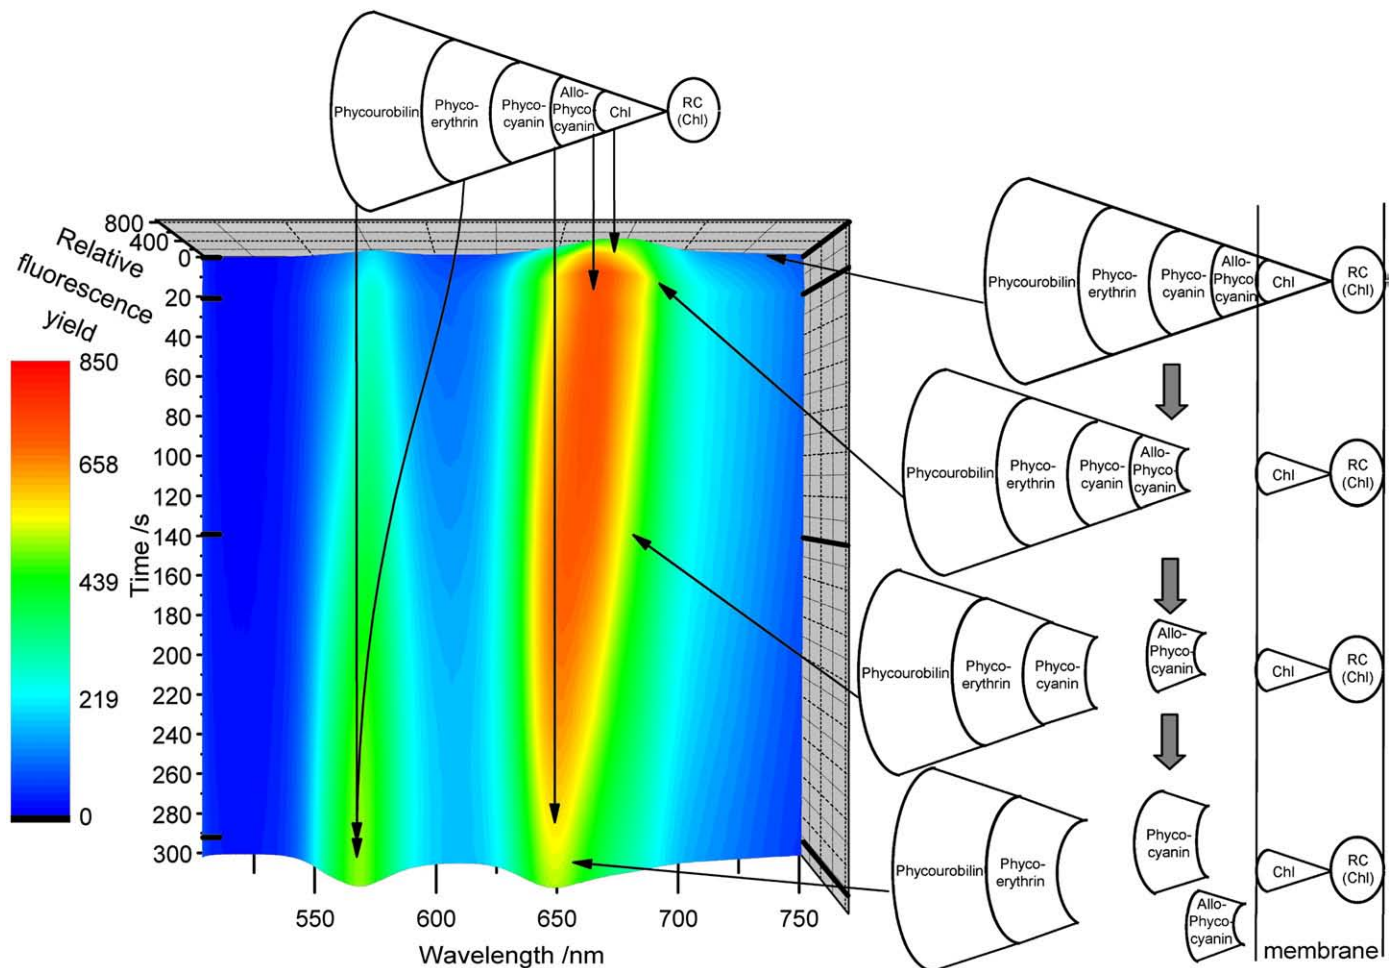 Phycourobilin
Phyco-
erythrin
Phyco-
cyanin
Allo-
Phyco-
cyanin
Chl
RC
(Chl)
800
400
0
20
40
60
80
100
120
140
160
180
200
220
240
260
280
300
Relative
fluorescence
yield
850
658
439
219
0
Time /s
550
600
650
700
750
Wavelength /nm
Phycourobilin
Phyco-
erythrin
Phyco-
cyanin
Allo-
Phyco-
cyanin
Chl
RC
(Chl)
Phycourobilin
Phyco-
erythrin
Phyco-
cyanin
Allo-
Phyco-
cyanin
Chl
RC
(Chl)
Phycourobilin
Phyco-
erythrin
Phyco-
cyanin
Allo-
Phyco-
cyanin
Chl
RC
(Chl)
Phycourobilin
Phyco-
erythrin
Phyco-
cyanin
Allo-
Phyco-
cyanin
Chl
RC
(Chl)
membrane